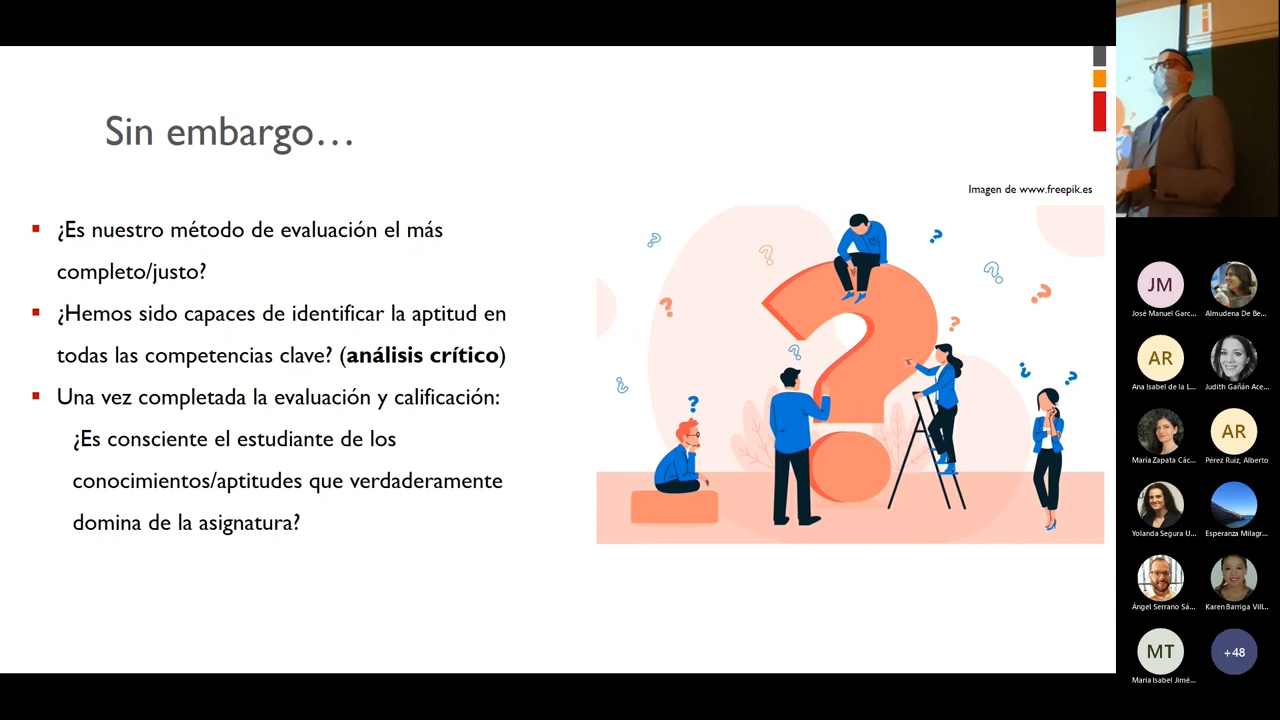 Sin embargo...
Imagen de www.freepik.es
¿Es nuestro método de evaluación el más
completo/justo?
¿Hemos sido capaces de identificar la aptitud en
todas las competencias clave? (análisis crítico)
Una vez completada la evaluación y calificación:
¿Es consciente el estudiante de los
conocimientos/aptitudes que verdaderamente
domina de la asignatura?
JM
José Manuel Garc...
Almudena De Be...
AR
Ana Isabel de la L...
Judith Gañán Ace...
María Zapata Các...
AR
Pérez Ruiz, Alberto
Yolanda Segura U...
Esperanza Milagr...
Ángel Serrano Sá...
Karen Barriga Vill...
MT
Maria Isabel Jimé...
+48